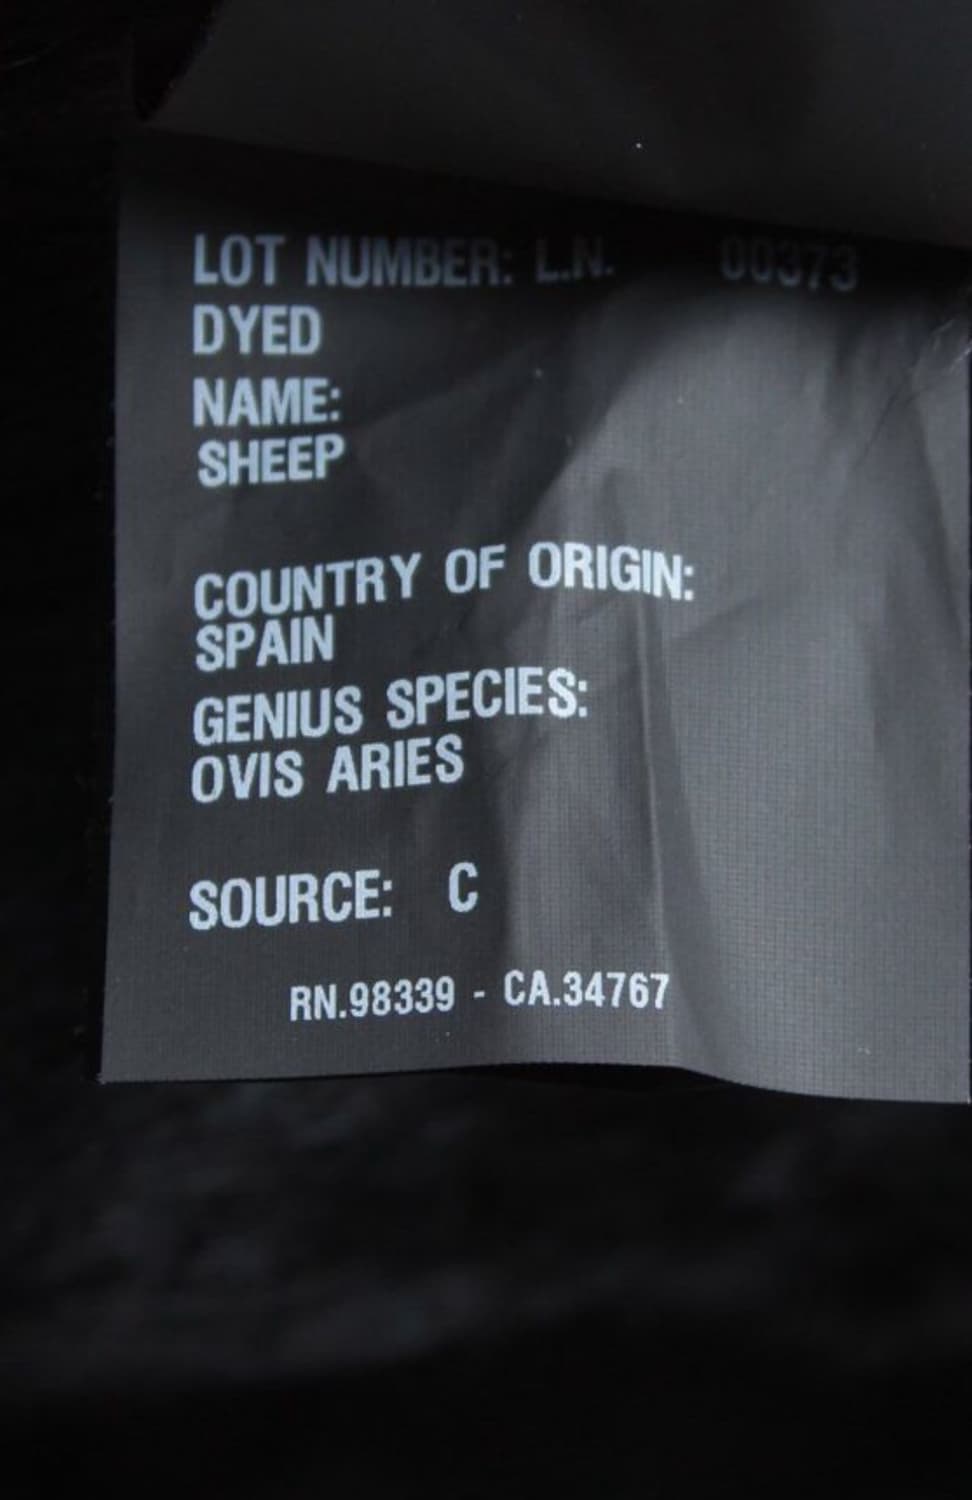 LOT NUMBER: L.N. 00373
DYED
NAME:
SHEEP
COUNTRY OF ORIGIN:
SPAIN
GENIUS SPECIES:
OVIS ARIES
SOURCE: C
RN.98339 - CA.34767